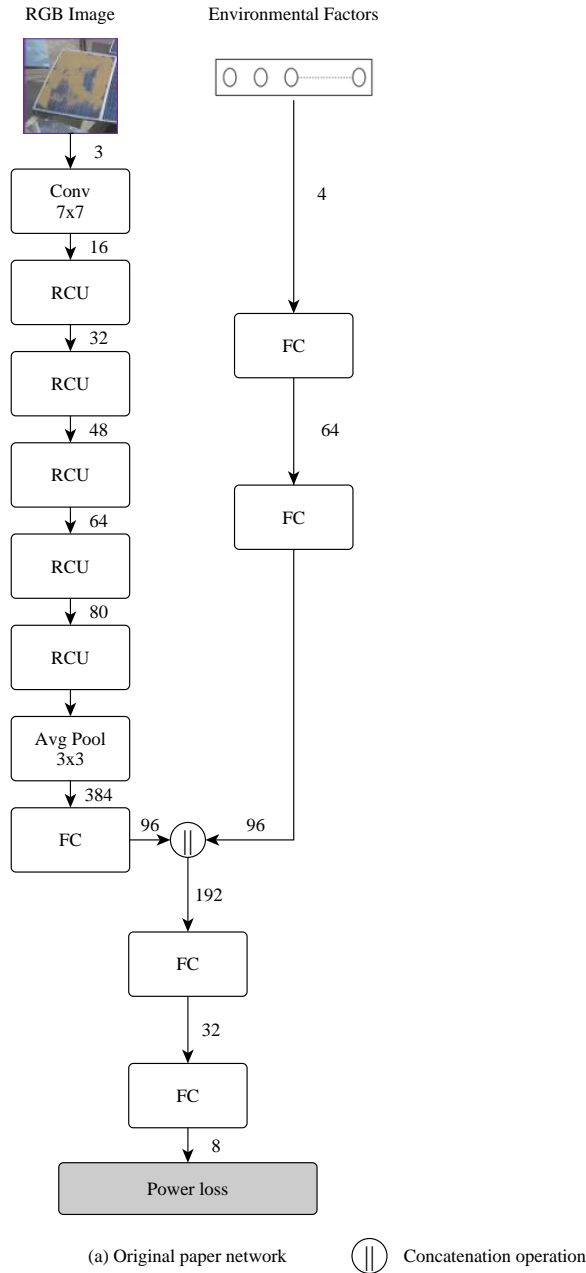 RGB Image
Environmental Factors
3
Conv
7x7
4
16
RCU
32
FC
RCU
48
64
RCU
FC
64
RCU
80
RCU
Avg Pool
3x3
384
FC
96
||
96
192
FC
32
FC
8
Power loss
(a) Original paper network
|| Concatenation operation